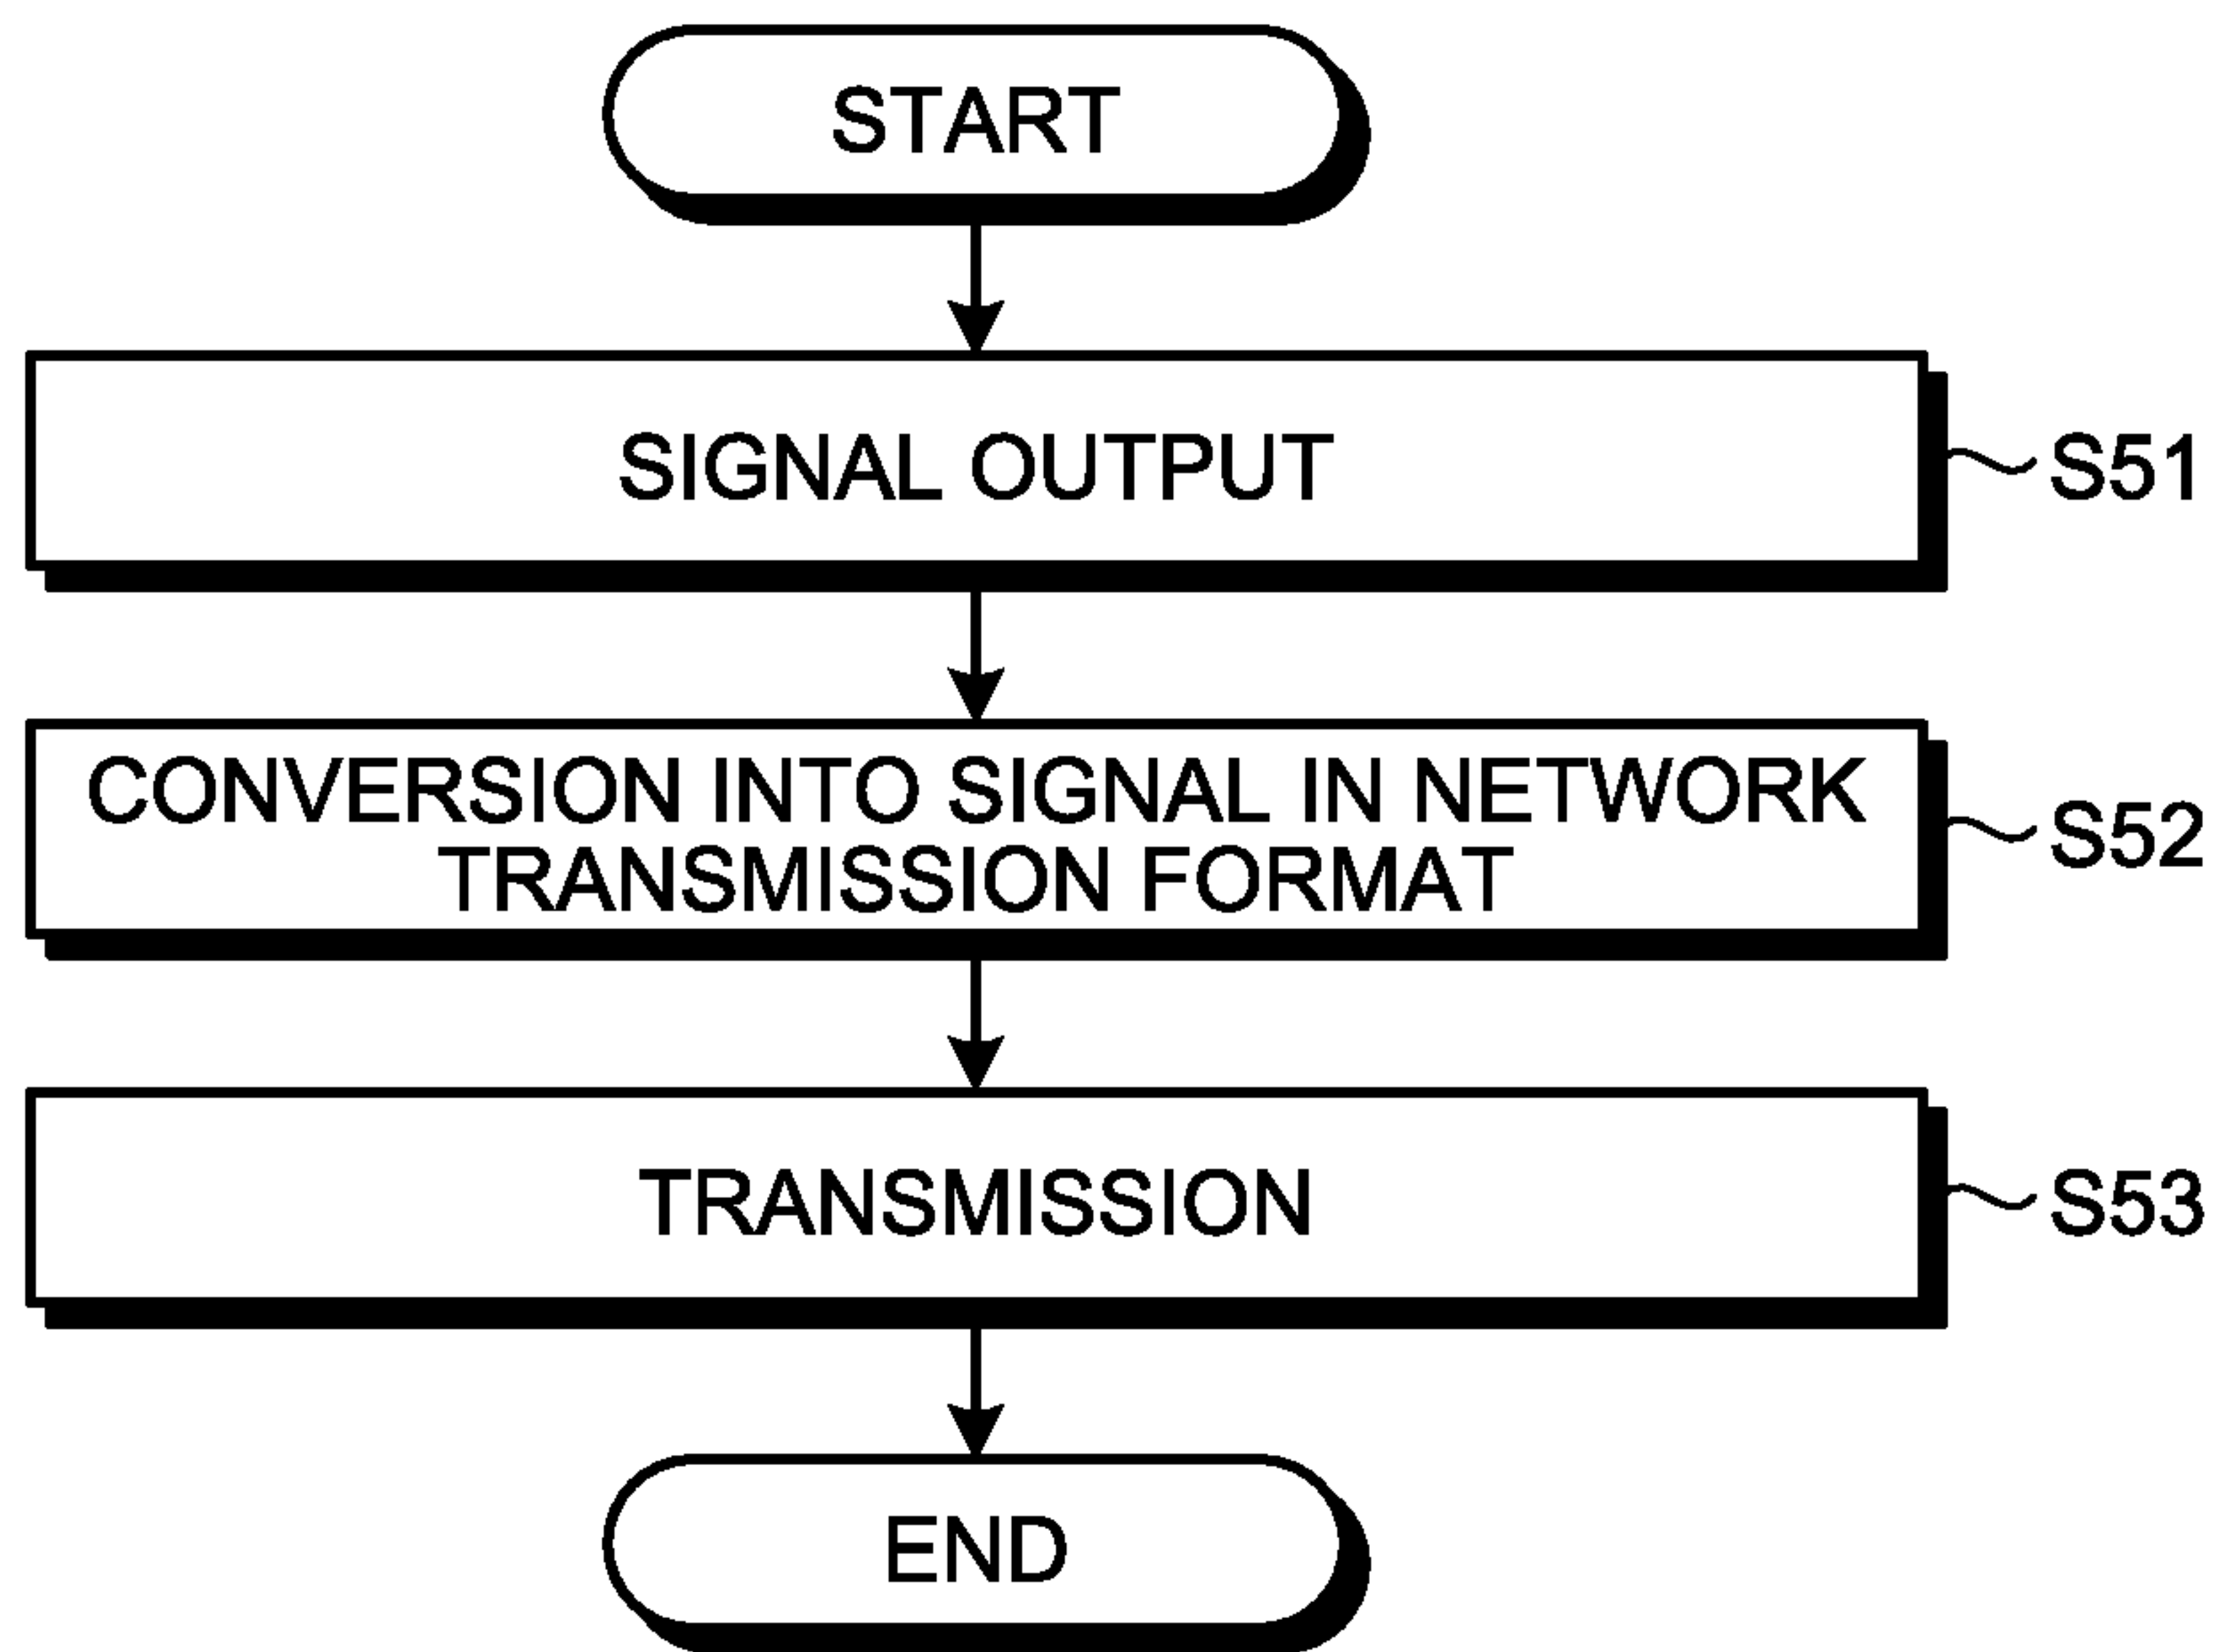 START
SIGNAL OUTPUT
S51
CONVERSION INTO SIGNAL IN NETWORK
TRANSMISSION FORMAT
S52
TRANSMISSION
S53
END